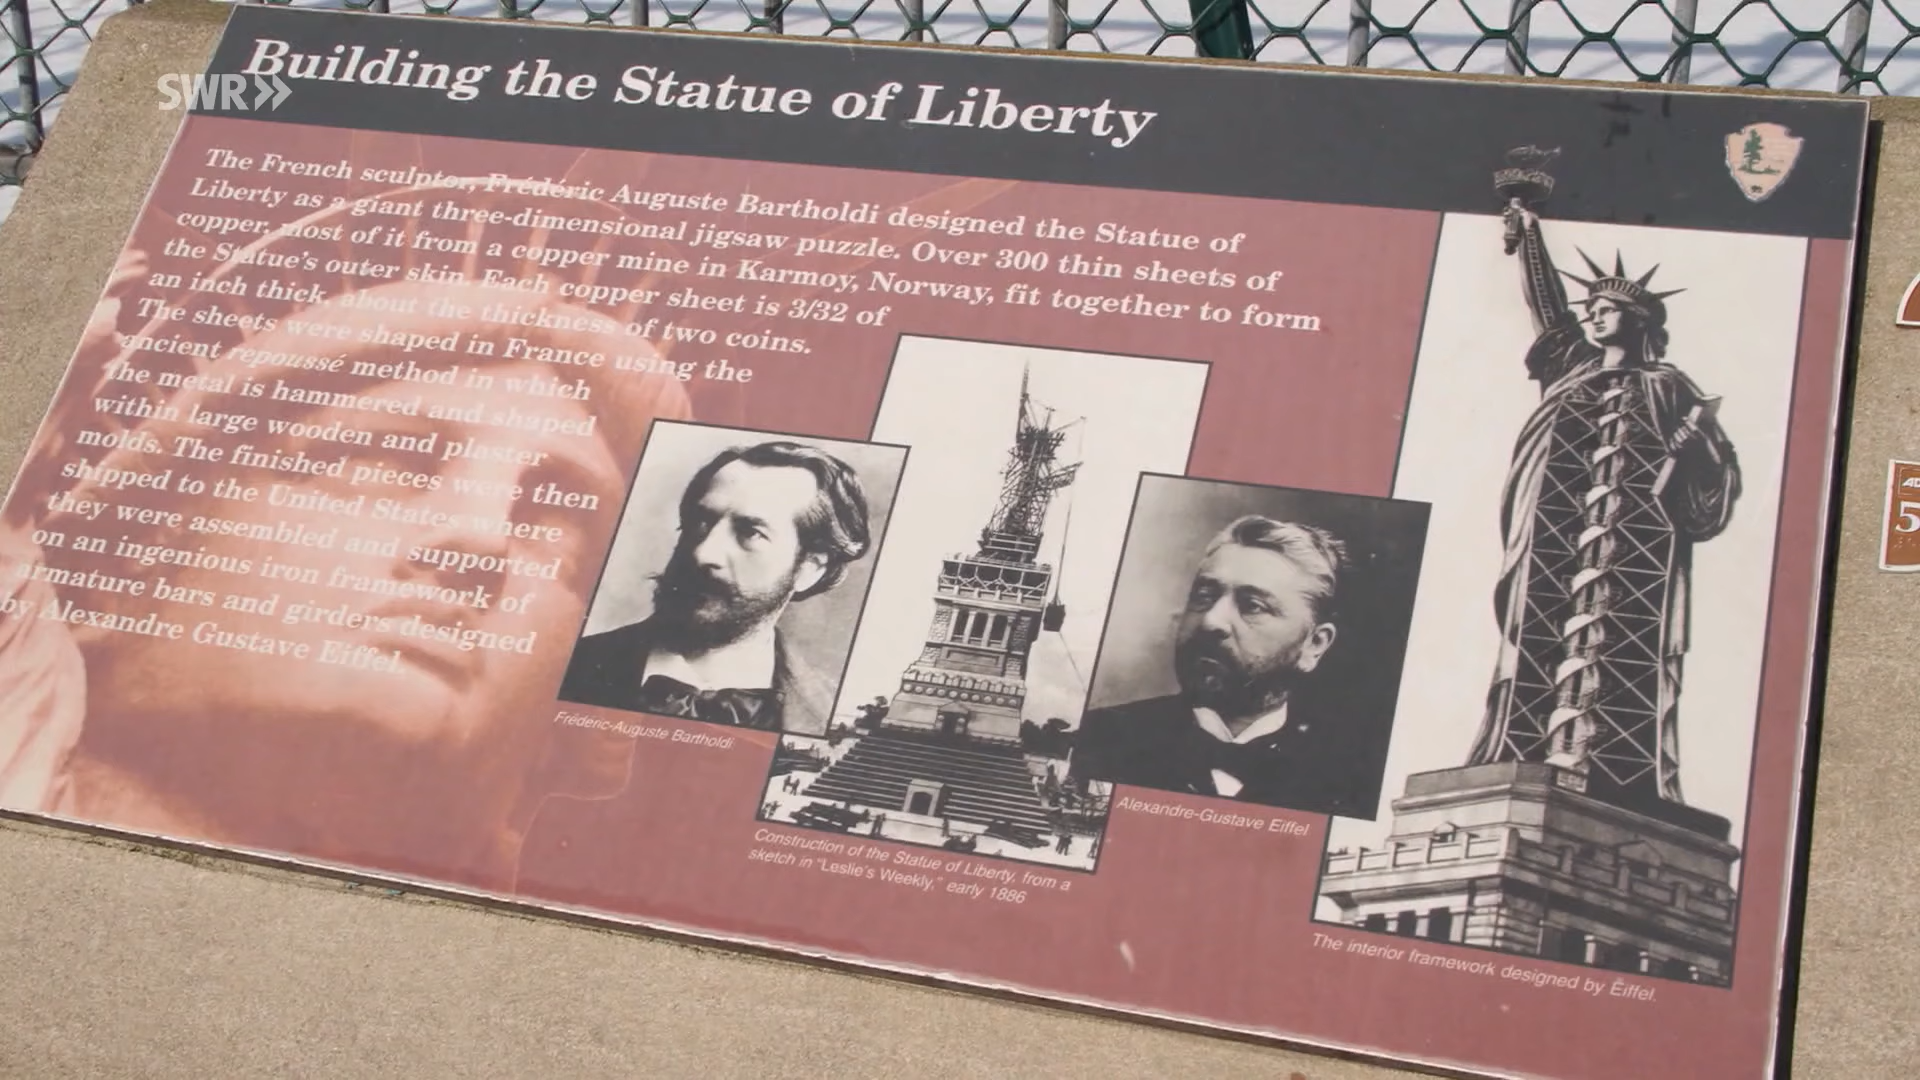 Building the Statue of Liberty
SWR
The French sculptor, Frédéric Auguste Bartholdi designed the Statue of
Liberty as a giant three-dimensional jigsaw puzzle. Over 300 thin sheets of
copper, most of it from a copper mine in Karmoy, Norway, fit together to form
the Statue's outer skin. Each copper sheet is 3/32 of
an inch thick, about the thickness of two coins.
The sheets were shaped in France using the
ancient repoussé method in which
the metal is hammered and shaped
within large wooden and plaster
molds. The finished pieces were then
shipped to the United States where
they were assembled and supported
on an ingenious iron framework of
armature bars and girders designed
by Alexandre Gustave Eiffel.
Fréderic-Auguste Bartholdi
Construction of the Statue of Liberty, from a
sketch in "Leslie's Weekly," early 1886
Alexandre-Gustave Eiffel
The interior framework designed by Eiffel.
5